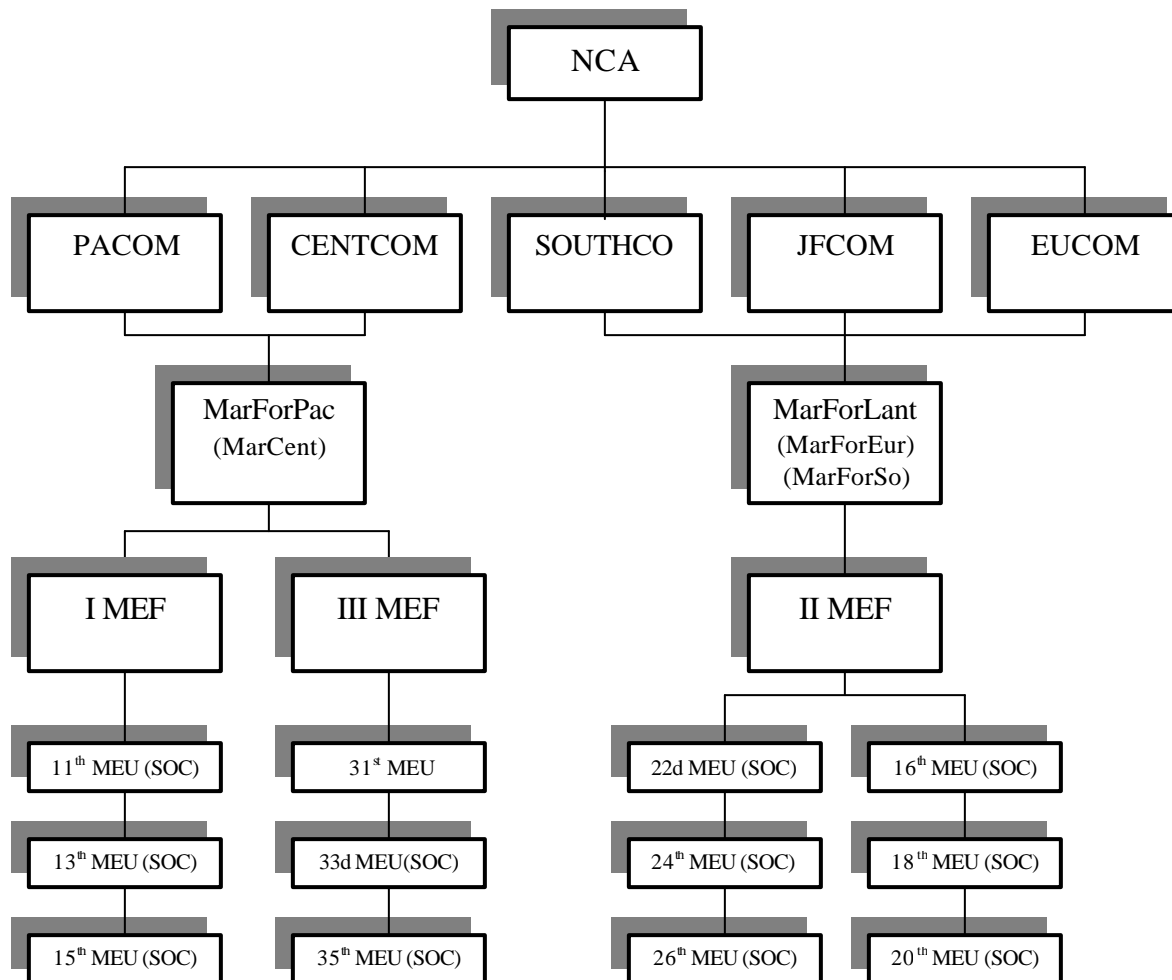 NCA
PACOM
CENTCOM
SOUTHCO
JFCOM
EUCOM
MarForPac
(MarCent)
MarForLant
(MarForEur)
(MarForSo)
I MEF
III MEF
II MEF
11th MEU (SOC)
31st MEU
22d MEU (SOC)
16th MEU (SOC)
13th MEU (SOC)
33d MEU(SOC)
24th MEU (SOC)
18th MEU (SOC)
15th MEU (SOC)
35th MEU (SOC)
26th MEU (SOC)
20th MEU (SOC)